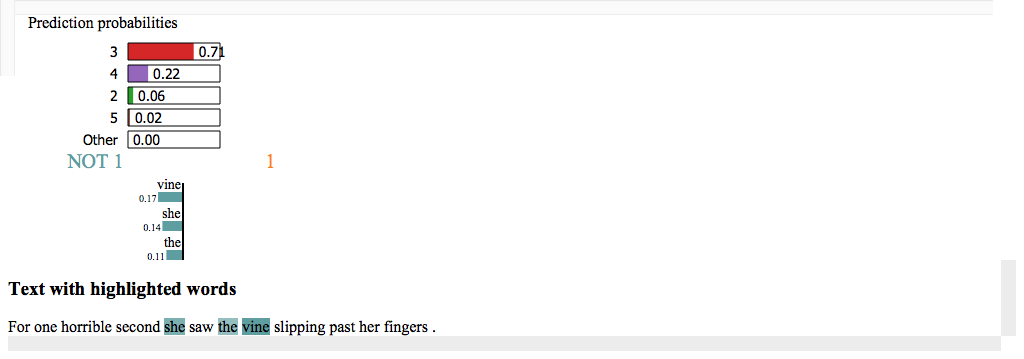 Prediction probabilities
3 0.71
4 0.22
2 0.06
5 0.02
Other 0.00
NOT 1 1
vine
0.17
she
0.14
the
0.11
Text with highlighted words
For one horrible second she saw the vine slipping past her fingers .